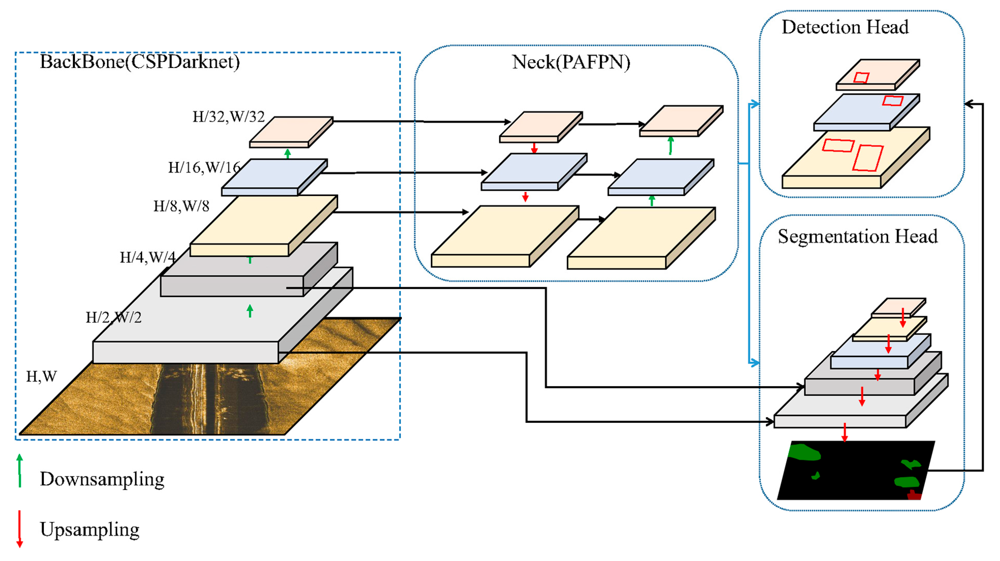 BackBone(CSPDarknet)
H/32,W/32
H/16,W/16
H/8,W/8
H/4,W/4
H/2,W/2
H,W
Neck(PAFPN)
Detection Head
Segmentation Head
Downsampling
Upsampling